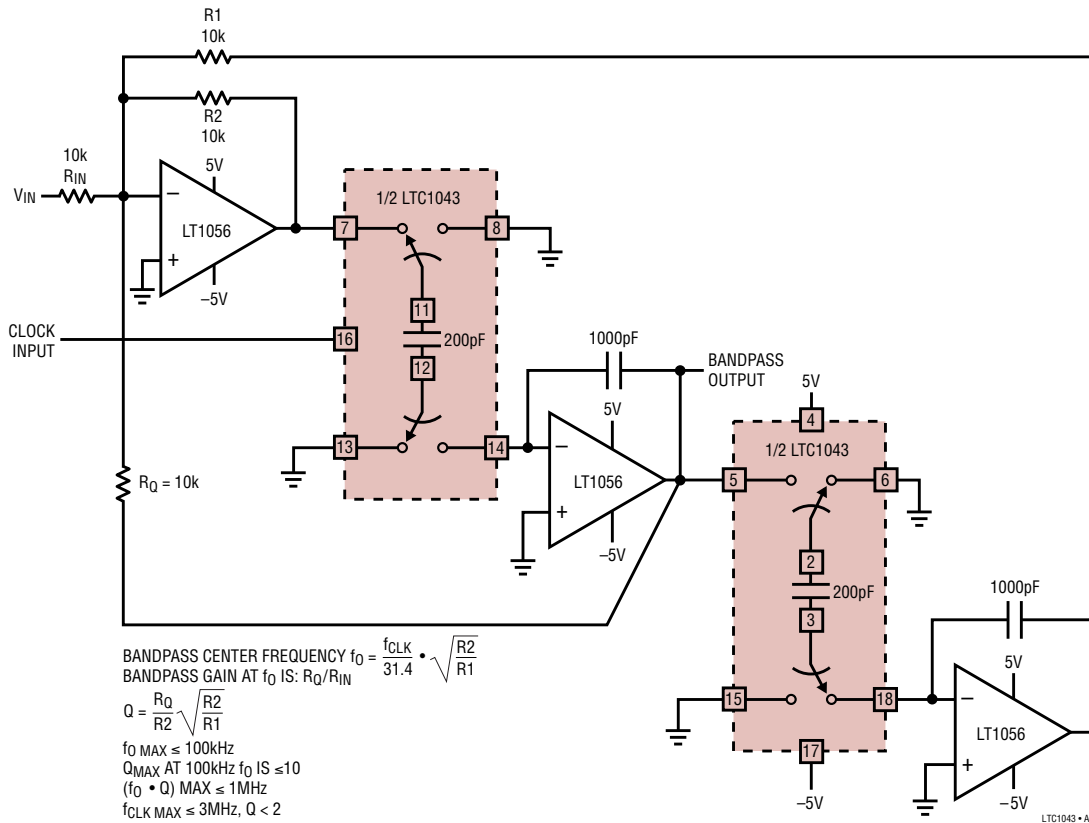 R1
10k
R2
10k
10k
RIN
VIN
5V
–
LT1056
+
–5V
1/2 LTC1043
7
8
11
200pF
12
CLOCK
INPUT
16
13
14
1000pF
BANDPASS
OUTPUT
5V
–
LT1056
+
–5V
RQ = 10k
5V
4
1/2 LTC1043
5
6
2
200pF
3
15
18
17
–5V
1000pF
5V
–
LT1056
+
–5V
BANDPASS CENTER FREQUENCY fO = fCLK/31.4 • √R2/R1
BANDPASS GAIN AT fO IS: RQ/RIN
Q = RQ/R2 √R2/R1
fO MAX ≤ 100kHz
QMAX AT 100kHz fO IS ≤10
(fO • Q) MAX ≤ 1MHz
fCLK MAX ≤ 3MHz, Q < 2
LTC1043 • A